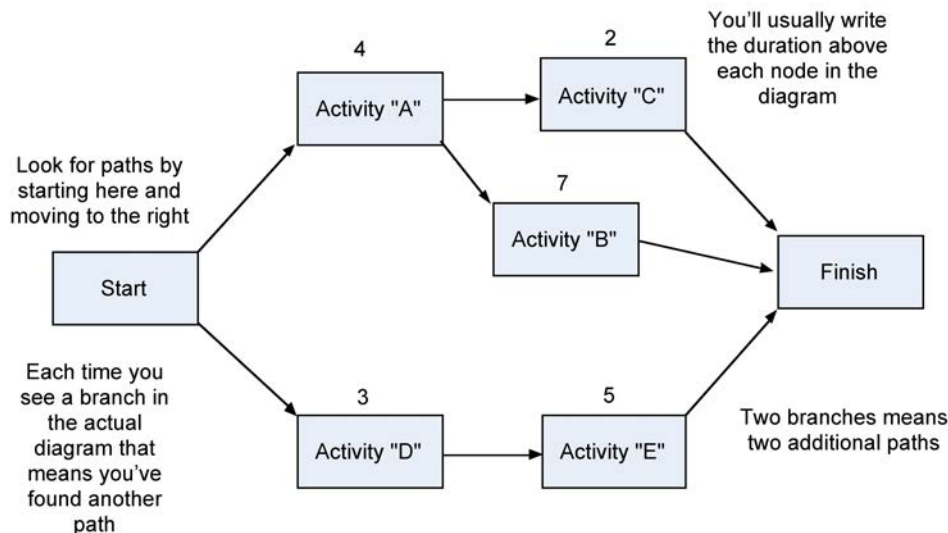 4
2
You'll usually write
the duration above
each node in the
diagram
Activity "A"
Activity "C"
Look for paths by
starting here and
moving to the right
7
Activity "B"
Start
Finish
Each time you
see a branch in
the actual
diagram that
means you've
found another
path
3
5
Activity "D"
Activity "E"
Two branches means
two additional paths